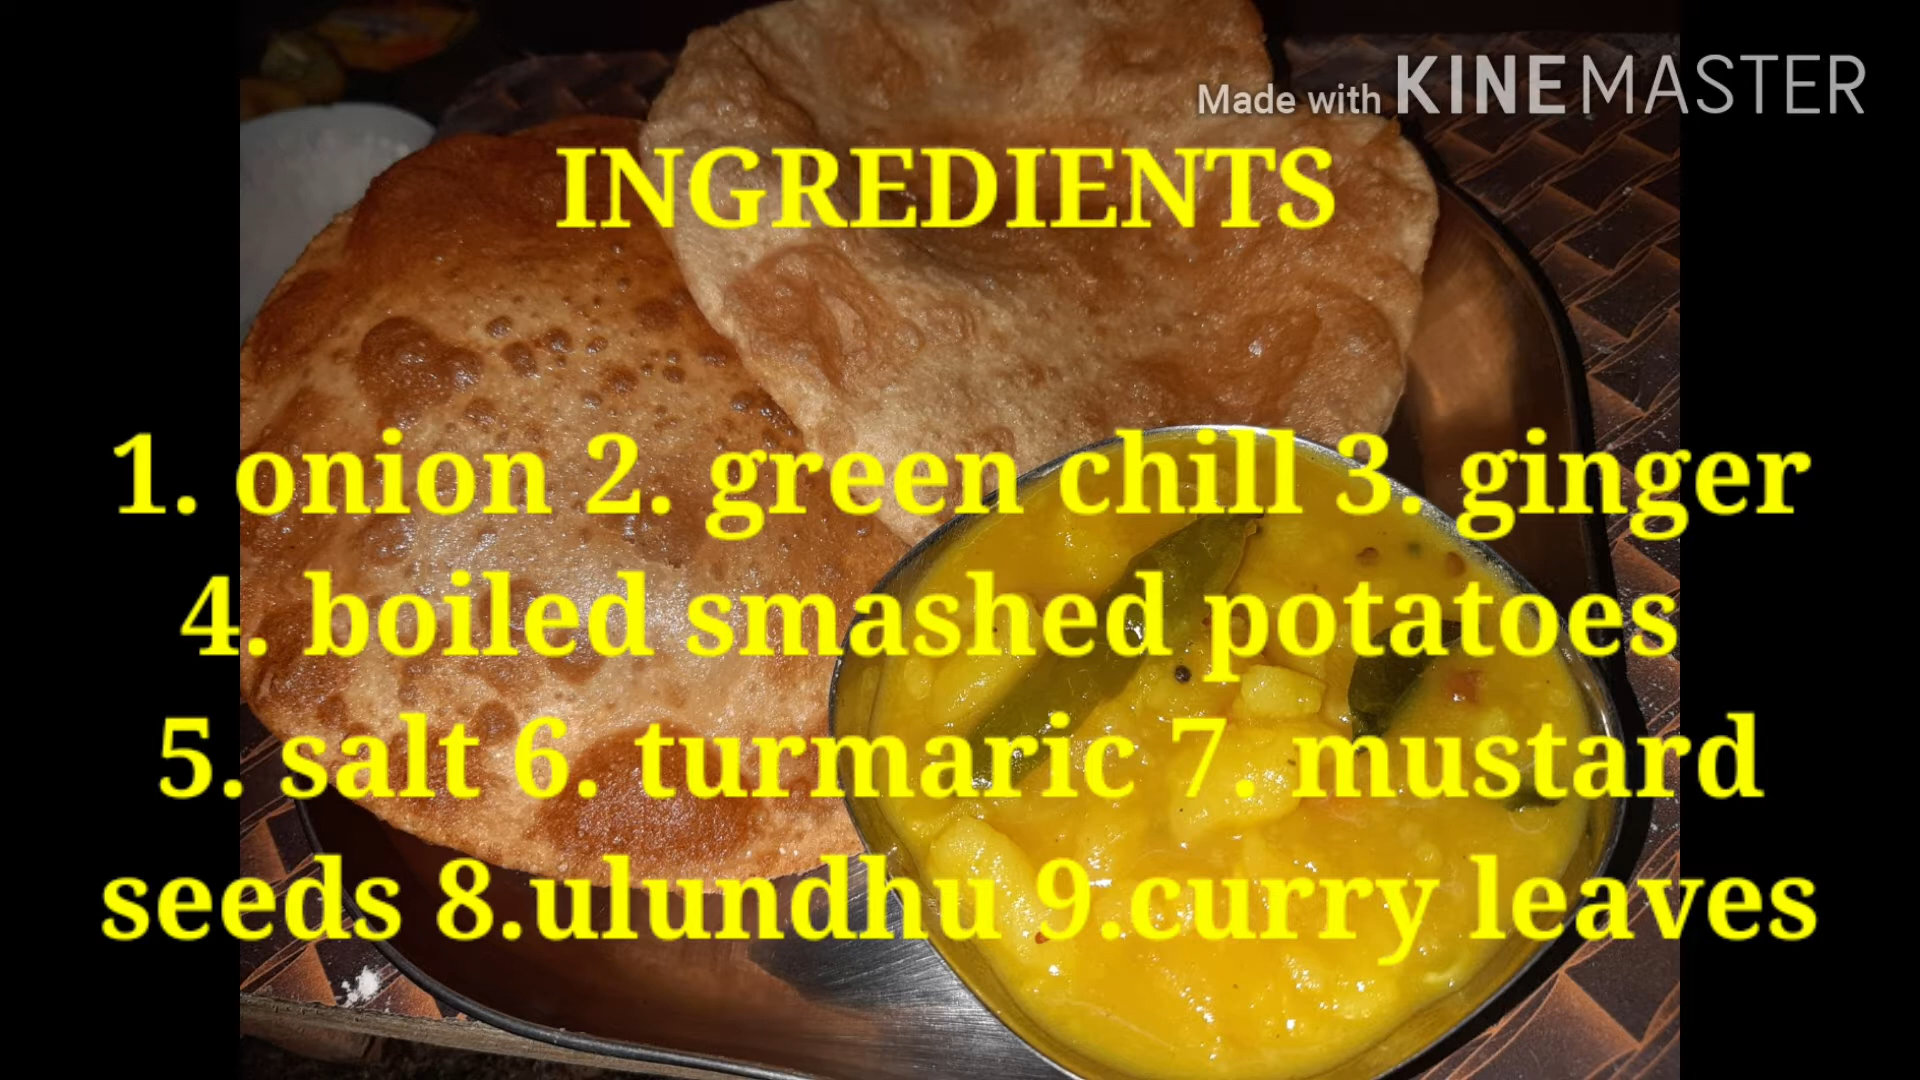 Made with KINEMASTER
INGREDIENTS
1. onion 2. green chill 3. ginger
4. boiled smashed potatoes
5. salt 6. turmaric 7. mustard
seeds 8.ulundhu 9.curry leaves